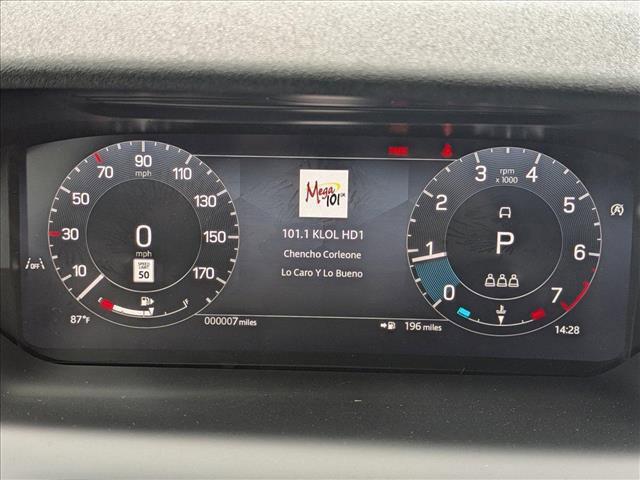 10
30
50
70
90
110
130
150
170
mph
0
mph
SPEED
LIMIT
50
OFF
F
87°F
000007 miles
Mega
101
101.1 KLOL HD1
Chencho Corleone
Lo Caro Y Lo Bueno
196 miles
PARK
0
1
2
3
4
5
6
7
rpm
x 1000
P
14:28